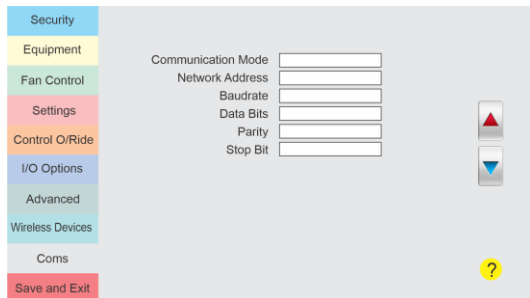 Security
Equipment
Fan Control
Settings
Control O/Ride
I/O Options
Advanced
Wireless Devices
Coms
Save and Exit
Communication Mode
Network Address
Baudrate
Data Bits
Parity
Stop Bit
?